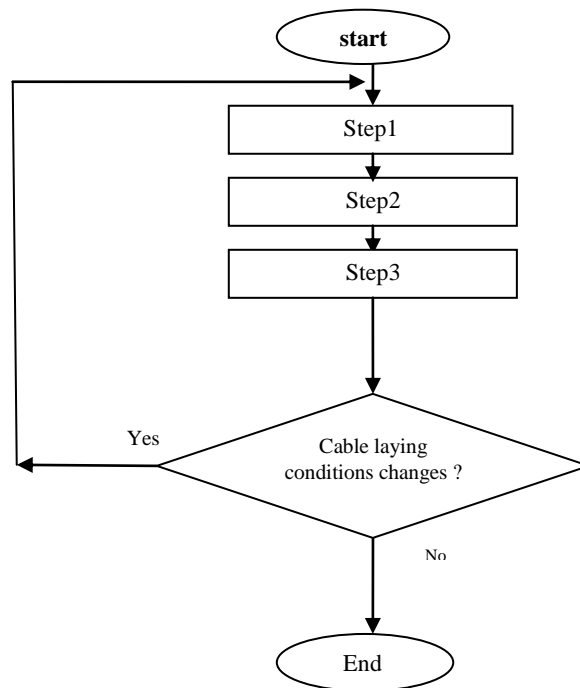 start
Step1
Step2
Step3
Yes
Cable laying
conditions changes ?
No
End